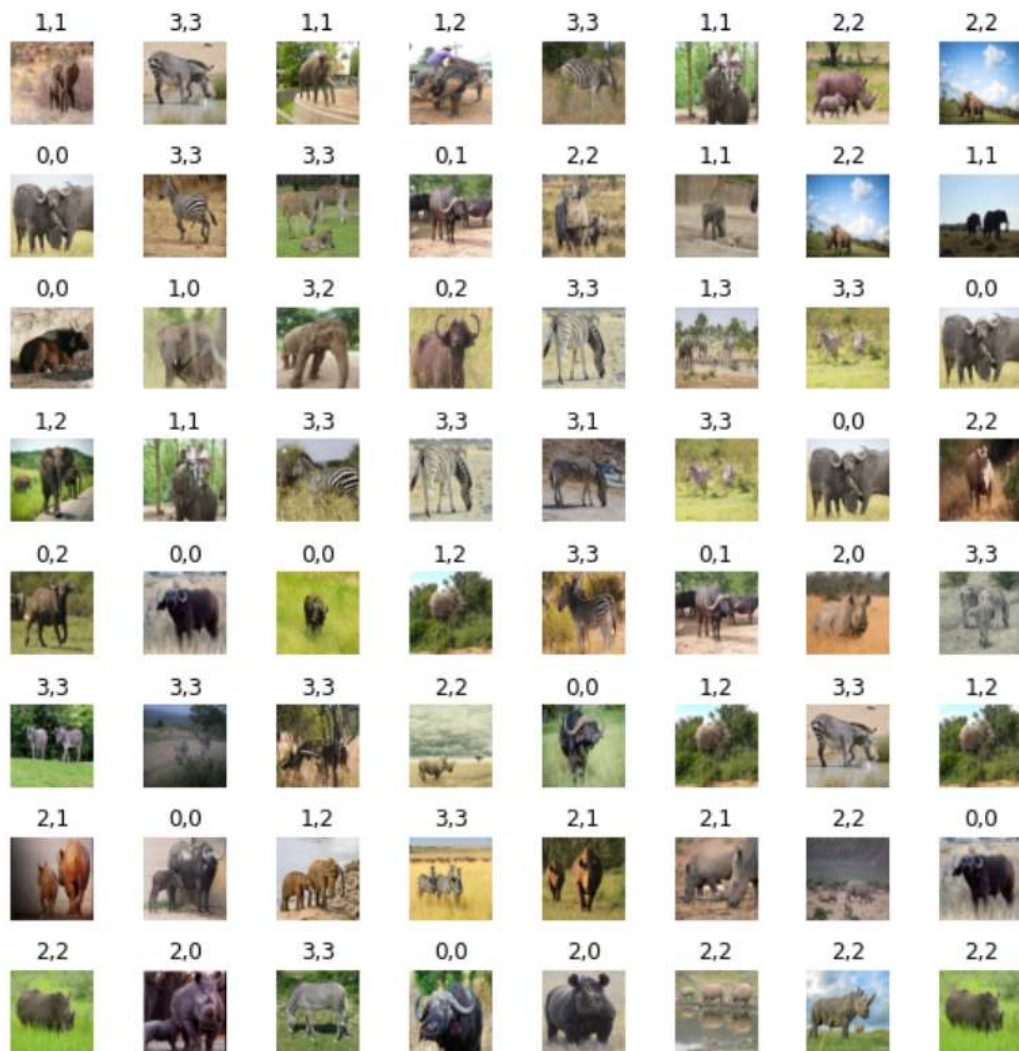 1,1 3,3 1,1 1,2 3,3 1,1 2,2 2,2
0,0 3,3 3,3 0,1 2,2 1,1 2,2 1,1
0,0 1,0 3,2 0,2 3,3 1,3 3,3 0,0
1,2 1,1 3,3 3,3 3,1 3,3 0,0 2,2
0,2 0,0 0,0 1,2 3,3 0,1 2,0 3,3
3,3 3,3 3,3 2,2 0,0 1,2 3,3 1,2
2,1 0,0 1,2 3,3 2,1 2,1 2,2 0,0
2,2 2,0 3,3 0,0 2,0 2,2 2,2 2,2